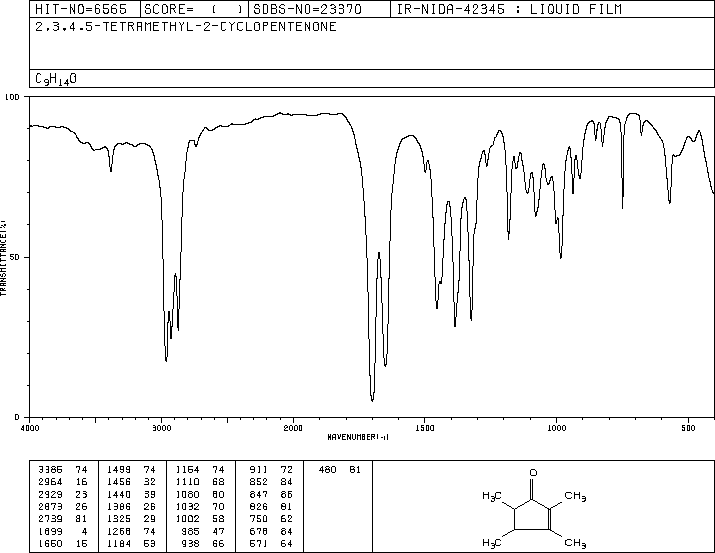 HIT-NO=6565 SCORE= ( ) SDBS-NO=23370 IR-NIDA-42345 : LIQUID FILM
2,3,4,5-TETRAMETHYL-2-CYCLOPENTENONE
C9H14O
100
50
0
TRANSMITTANCE(%)
4000 3000 2000 1500 1000 500
WAVENUMBER(-1)
3386 74 1499 74 1154 74 911 72 480 81
2964 16 1456 32 1110 68 852 84
2929 23 1440 39 1080 60 847 86
2873 26 1386 26 1032 70 826 81
2739 81 1325 29 1002 58 750 62
1699 4 1268 74 985 47 678 84
1650 15 1184 53 938 66 571 64
O
H3C CH3
H3C CH3